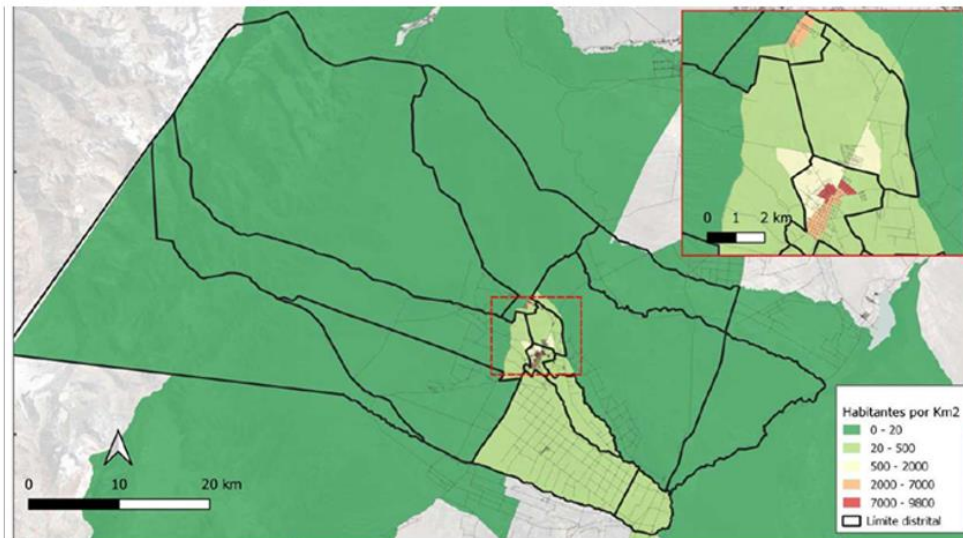 0 1 2 km
Habitantes por Km2
0 - 20
20 - 500
500 - 2000
2000 - 7000
7000 - 9800
Límite distrital
0 10 20 km